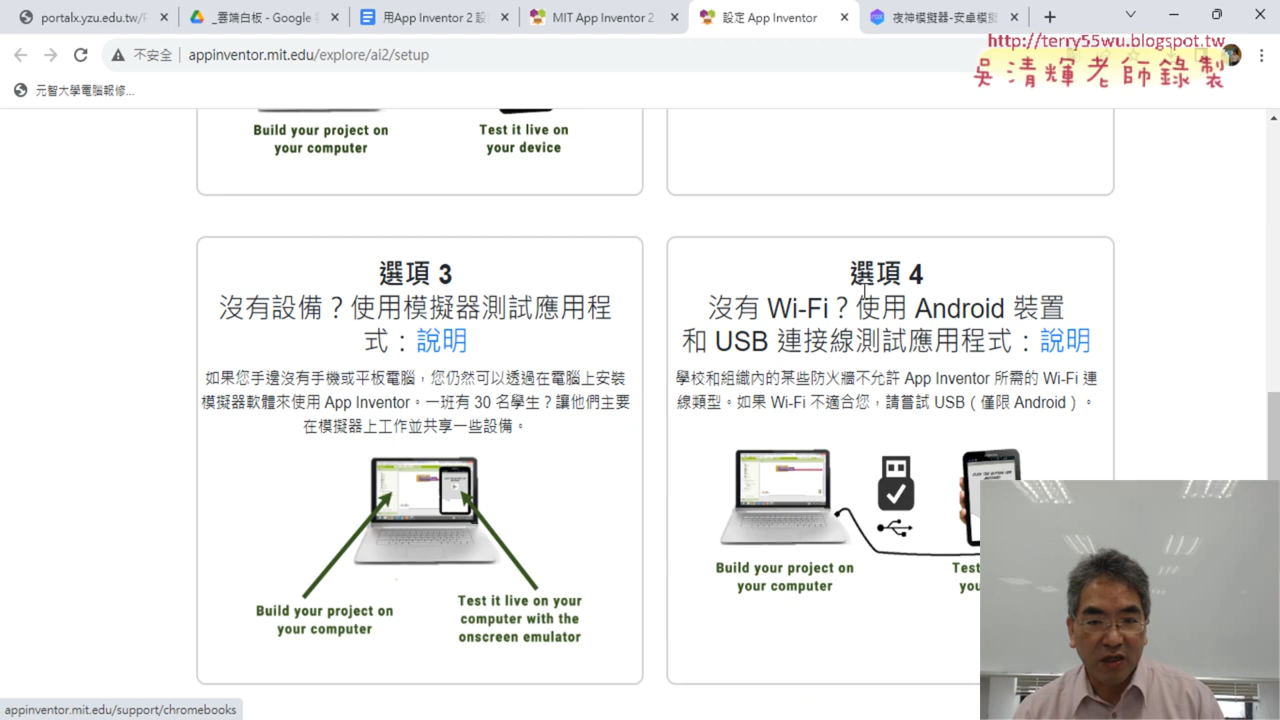 portalx.yzu.edu.tw/
_雲端白板 - Google
用App Inventor 2 設
MIT App Inventor 2
設定 App Inventor
夜神模擬器-安卓模擬
不安全
appinventor.mit.edu/explore/ai2/setup
http://terry55wu.blogspot.tw
吳清輝老師錄製
元智大學電腦報修...
Build your project on
your computer
Test it live on
your device
選項 3
沒有設備？使用模擬器測試應用程
式：說明
如果您手邊沒有手機或平板電腦，您仍然可以透過在電腦上安裝
模擬器軟體來使用 App Inventor。一班有 30 名學生？讓他們主要
在模擬器上工作並共享一些設備。
Build your project on
your computer
Test it live on your
computer with the
onscreen emulator
選項 4
沒有 Wi-Fi？使用 Android 裝置
和 USB 連接線測試應用程式：說明
學校和組織內的某些防火牆不允許 App Inventor 所需的 Wi-Fi 連
線類型。如果 Wi-Fi 不適合您，請嘗試 USB（僅限 Android）。
Build your project on
your computer
appinventor.mit.edu/support/chromebooks